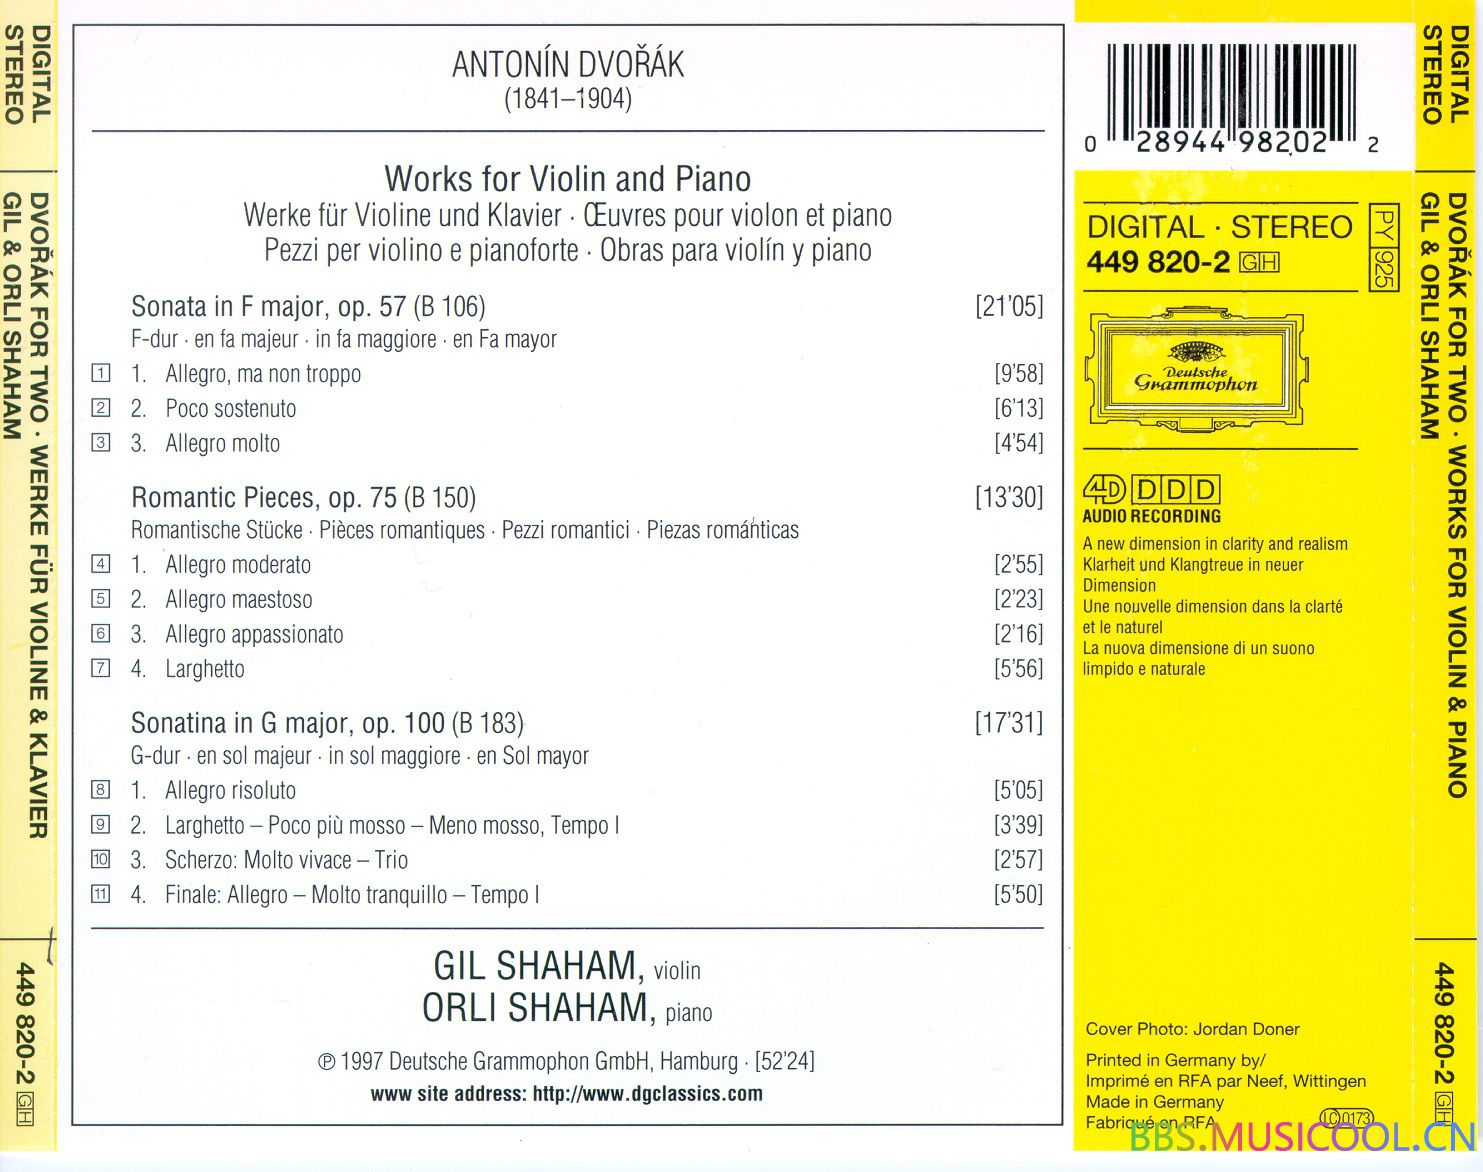 DIGITAL
STEREO
DVOŘÁK FOR TWO · WERKE FÜR VIOLINE & KLAVIER
GIL & ORLI SHAHAM
449 820-2 GH
ANTONÍN DVOŘÁK
(1841–1904)
Works for Violin and Piano
Werke für Violine und Klavier · Œuvres pour violon et piano
Pezzi per violino e pianoforte · Obras para violín y piano
Sonata in F major, op. 57 (B 106) [21'05]
F-dur · en fa majeur · in fa maggiore · en Fa mayor
1 1. Allegro, ma non troppo [9'58]
2 2. Poco sostenuto [6'13]
3 3. Allegro molto [4'54]
Romantic Pieces, op. 75 (B 150) [13'30]
Romantische Stücke · Pièces romantiques · Pezzi romantici · Piezas románticas
4 1. Allegro moderato [2'55]
5 2. Allegro maestoso [2'23]
6 3. Allegro appassionato [2'16]
7 4. Larghetto [5'56]
Sonatina in G major, op. 100 (B 183) [17'31]
G-dur · en sol majeur · in sol maggiore · en Sol mayor
8 1. Allegro risoluto [5'05]
9 2. Larghetto – Poco più mosso – Meno mosso, Tempo I [3'39]
10 3. Scherzo: Molto vivace – Trio [2'57]
11 4. Finale: Allegro – Molto tranquillo – Tempo I [5'50]
GIL SHAHAM, violin
ORLI SHAHAM, piano
℗ 1997 Deutsche Grammophon GmbH, Hamburg · [52'24]
www site address: http://www.dgclassics.com
0 28944 98202 2
DIGITAL · STEREO
449 820-2 GH
PY 925
Deutsche
Grammophon
4D DDD
AUDIO RECORDING
A new dimension in clarity and realism
Klarheit und Klangtreue in neuer
Dimension
Une nouvelle dimension dans la clarté
et le naturel
La nuova dimensione di un suono
limpido e naturale
Cover Photo: Jordan Doner
Printed in Germany by/
Imprimé en RFA par Neef, Wittingen
Made in Germany
Fabriqué en RFA
LC 0173
BBS.MUSICOOL.CN
DIGITAL
STEREO
DVOŘÁK FOR TWO · WORKS FOR VIOLIN & PIANO
GIL & ORLI SHAHAM
449 820-2 GH